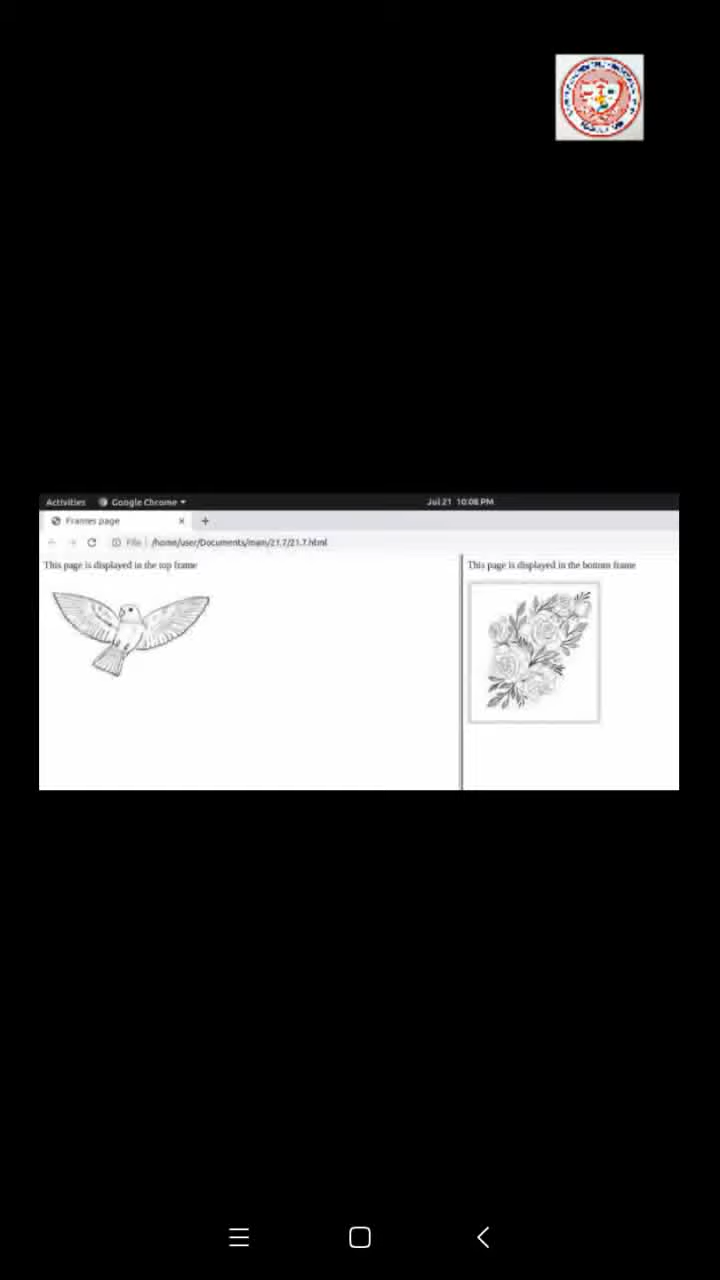 Activities Google Chrome Jul 21 10:08 PM
Frames page
File /home/user/Documents/main/21.7/21.7.html
This page is displayed in the top frame
This page is displayed in the bottom frame